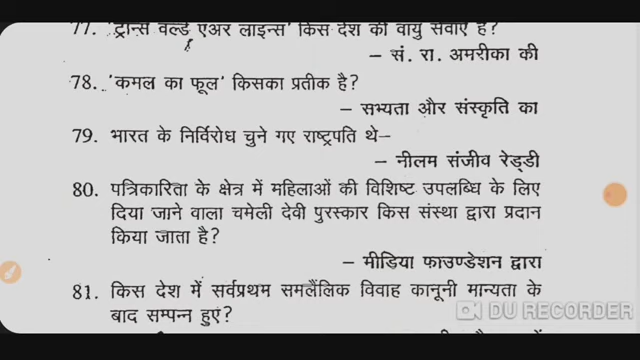 77. 'ट्रान्स वर्ल्ड एअर लाइन्स' किस देश की वायु सेवाएं हैं?
– सं. रा. अमरीका की
78. 'कमल का फूल' किसका प्रतीक है?
– सभ्यता और संस्कृति का
79. भारत के निर्विरोध चुने गए राष्ट्रपति थे–
– नीलम संजीव रेड्डी
80. पत्रिकारिता के क्षेत्र में महिलाओं की विशिष्ट उपलब्धि के लिए
दिया जाने वाला चमेली देवी पुरस्कार किस संस्था द्वारा प्रदान
किया जाता है?
– मीडिया फाउण्डेशन द्वारा
81. किस देश में सर्वप्रथम समलैंलिक विवाह कानूनी मान्यता के
बाद सम्पन्न हुएं?
DU RECORDER